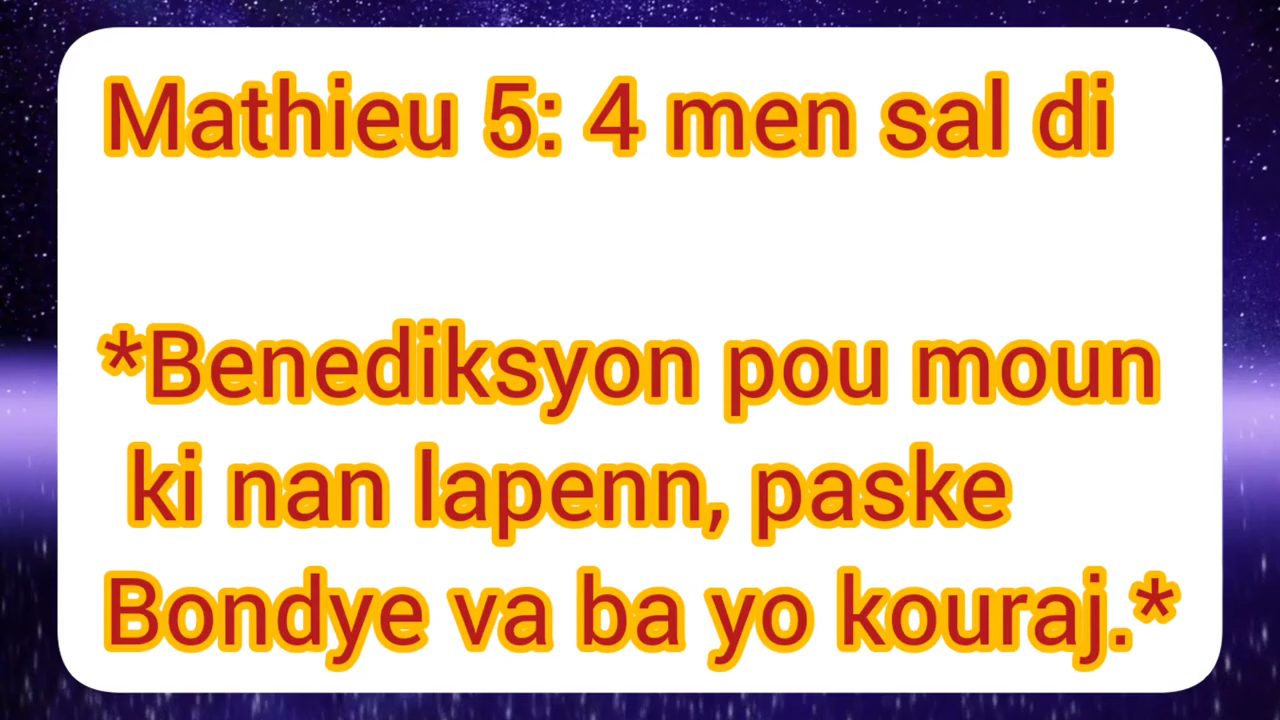 Mathieu 5: 4 men sal di
*Benediksyon pou moun
ki nan lapenn, paske
Bondye va ba yo kouraj.*